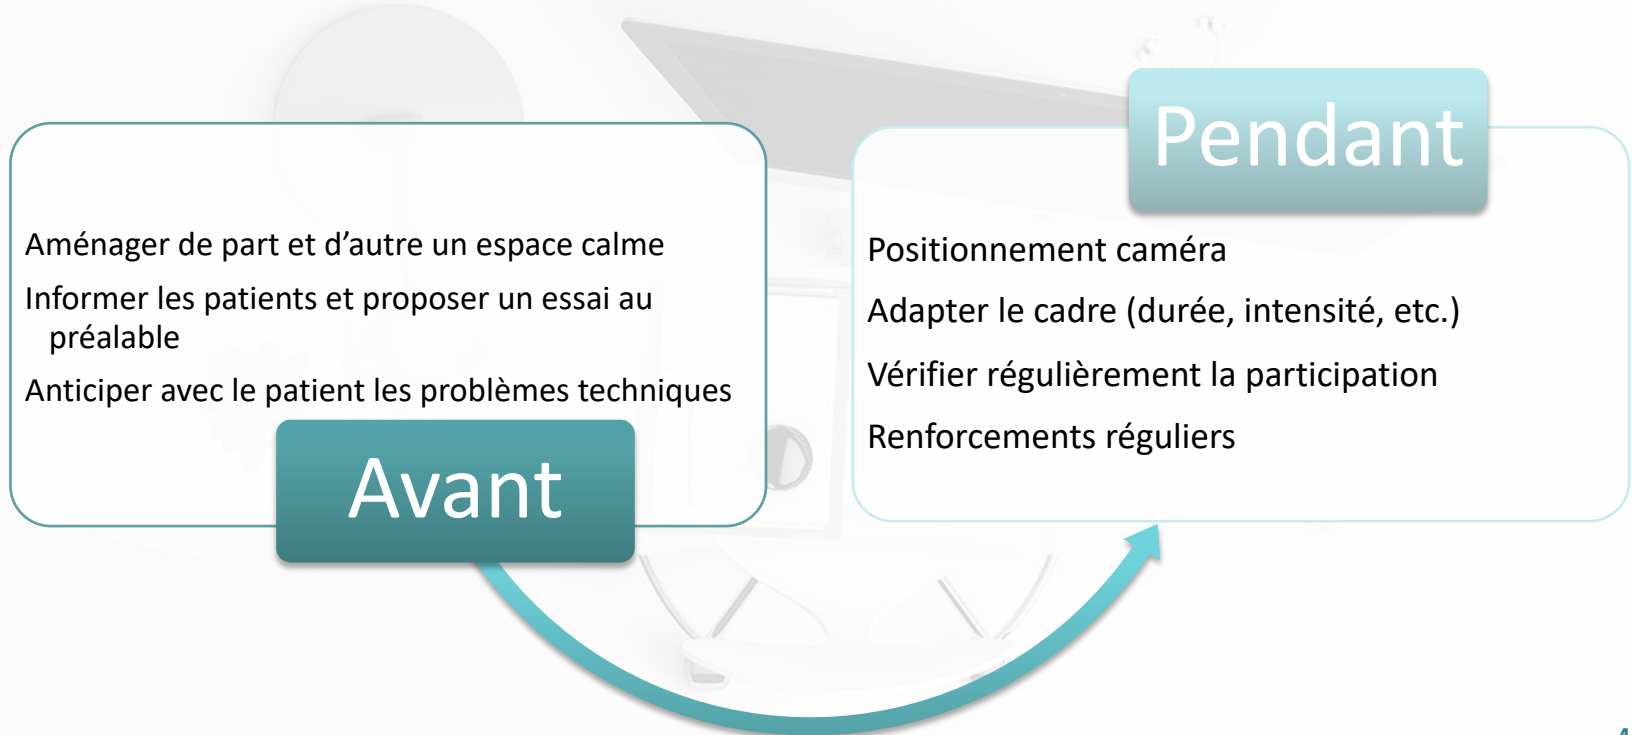 Aménager de part et d’autre un espace calme
Informer les patients et proposer un essai au
préalable
Anticiper avec le patient les problèmes techniques
Avant
Pendant
Positionnement caméra
Adapter le cadre (durée, intensité, etc.)
Vérifier régulièrement la participation
Renforcements réguliers